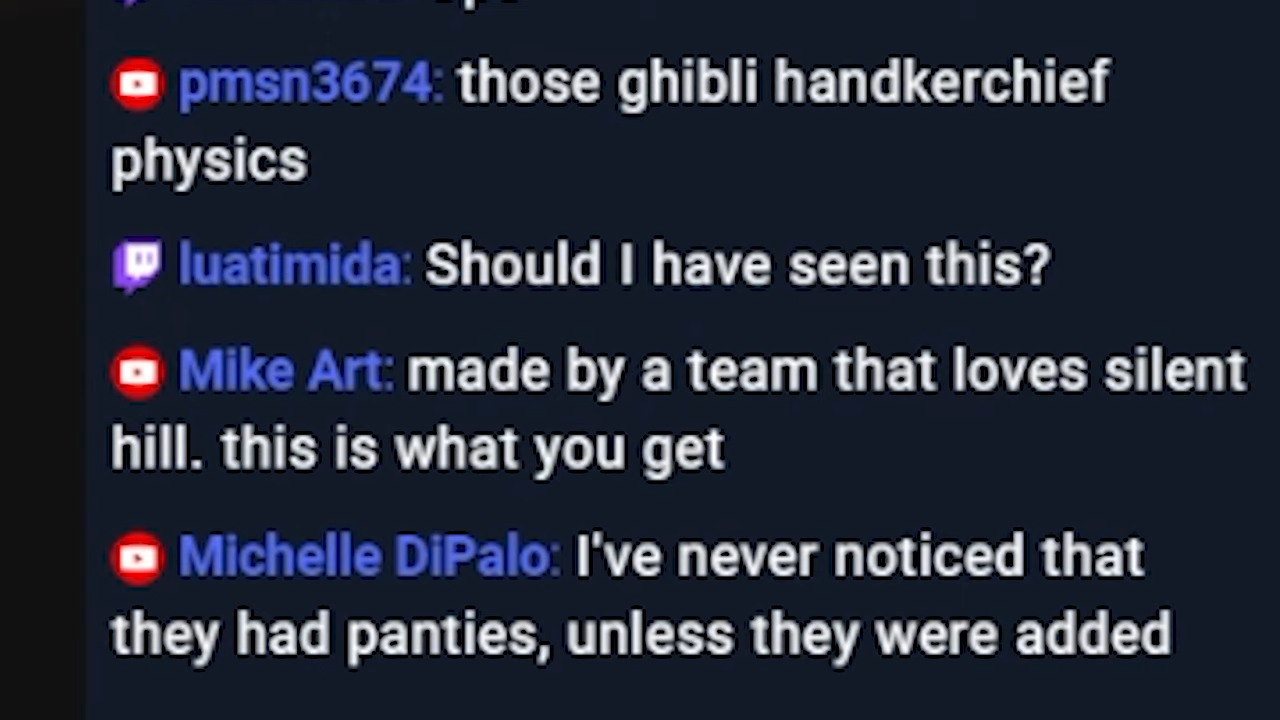 pmsn3674: those ghibli handkerchief
physics
luatimida: Should I have seen this?
Mike Art: made by a team that loves silent
hill. this is what you get
Michelle DiPalo: I've never noticed that
they had panties, unless they were added